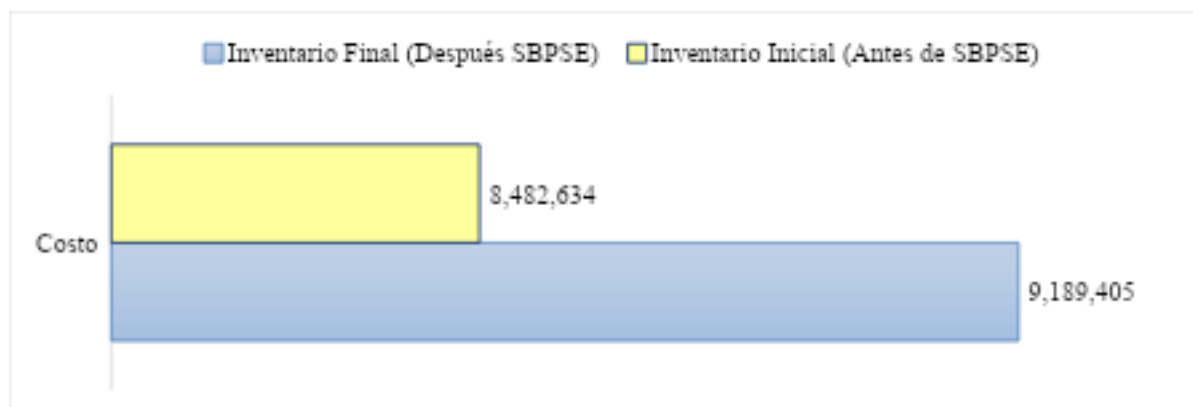 Inventario Final (Después SBPSE) Inventario Inicial (Antes de SBPSE)
8,482,634
Costo
9,189,405